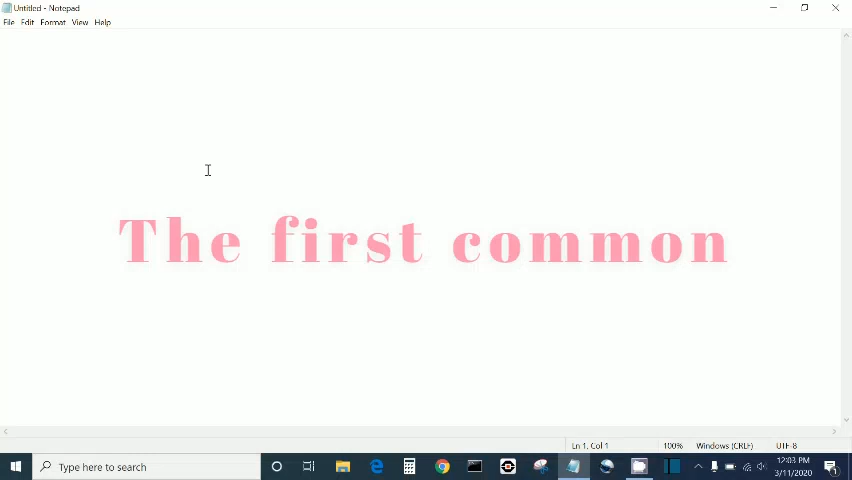 Untitled - Notepad
File Edit Format View Help
The first common
Ln 1, Col 1 100% Windows (CRLF) UTF-8
Type here to search
12:03 PM
3/11/2020
1